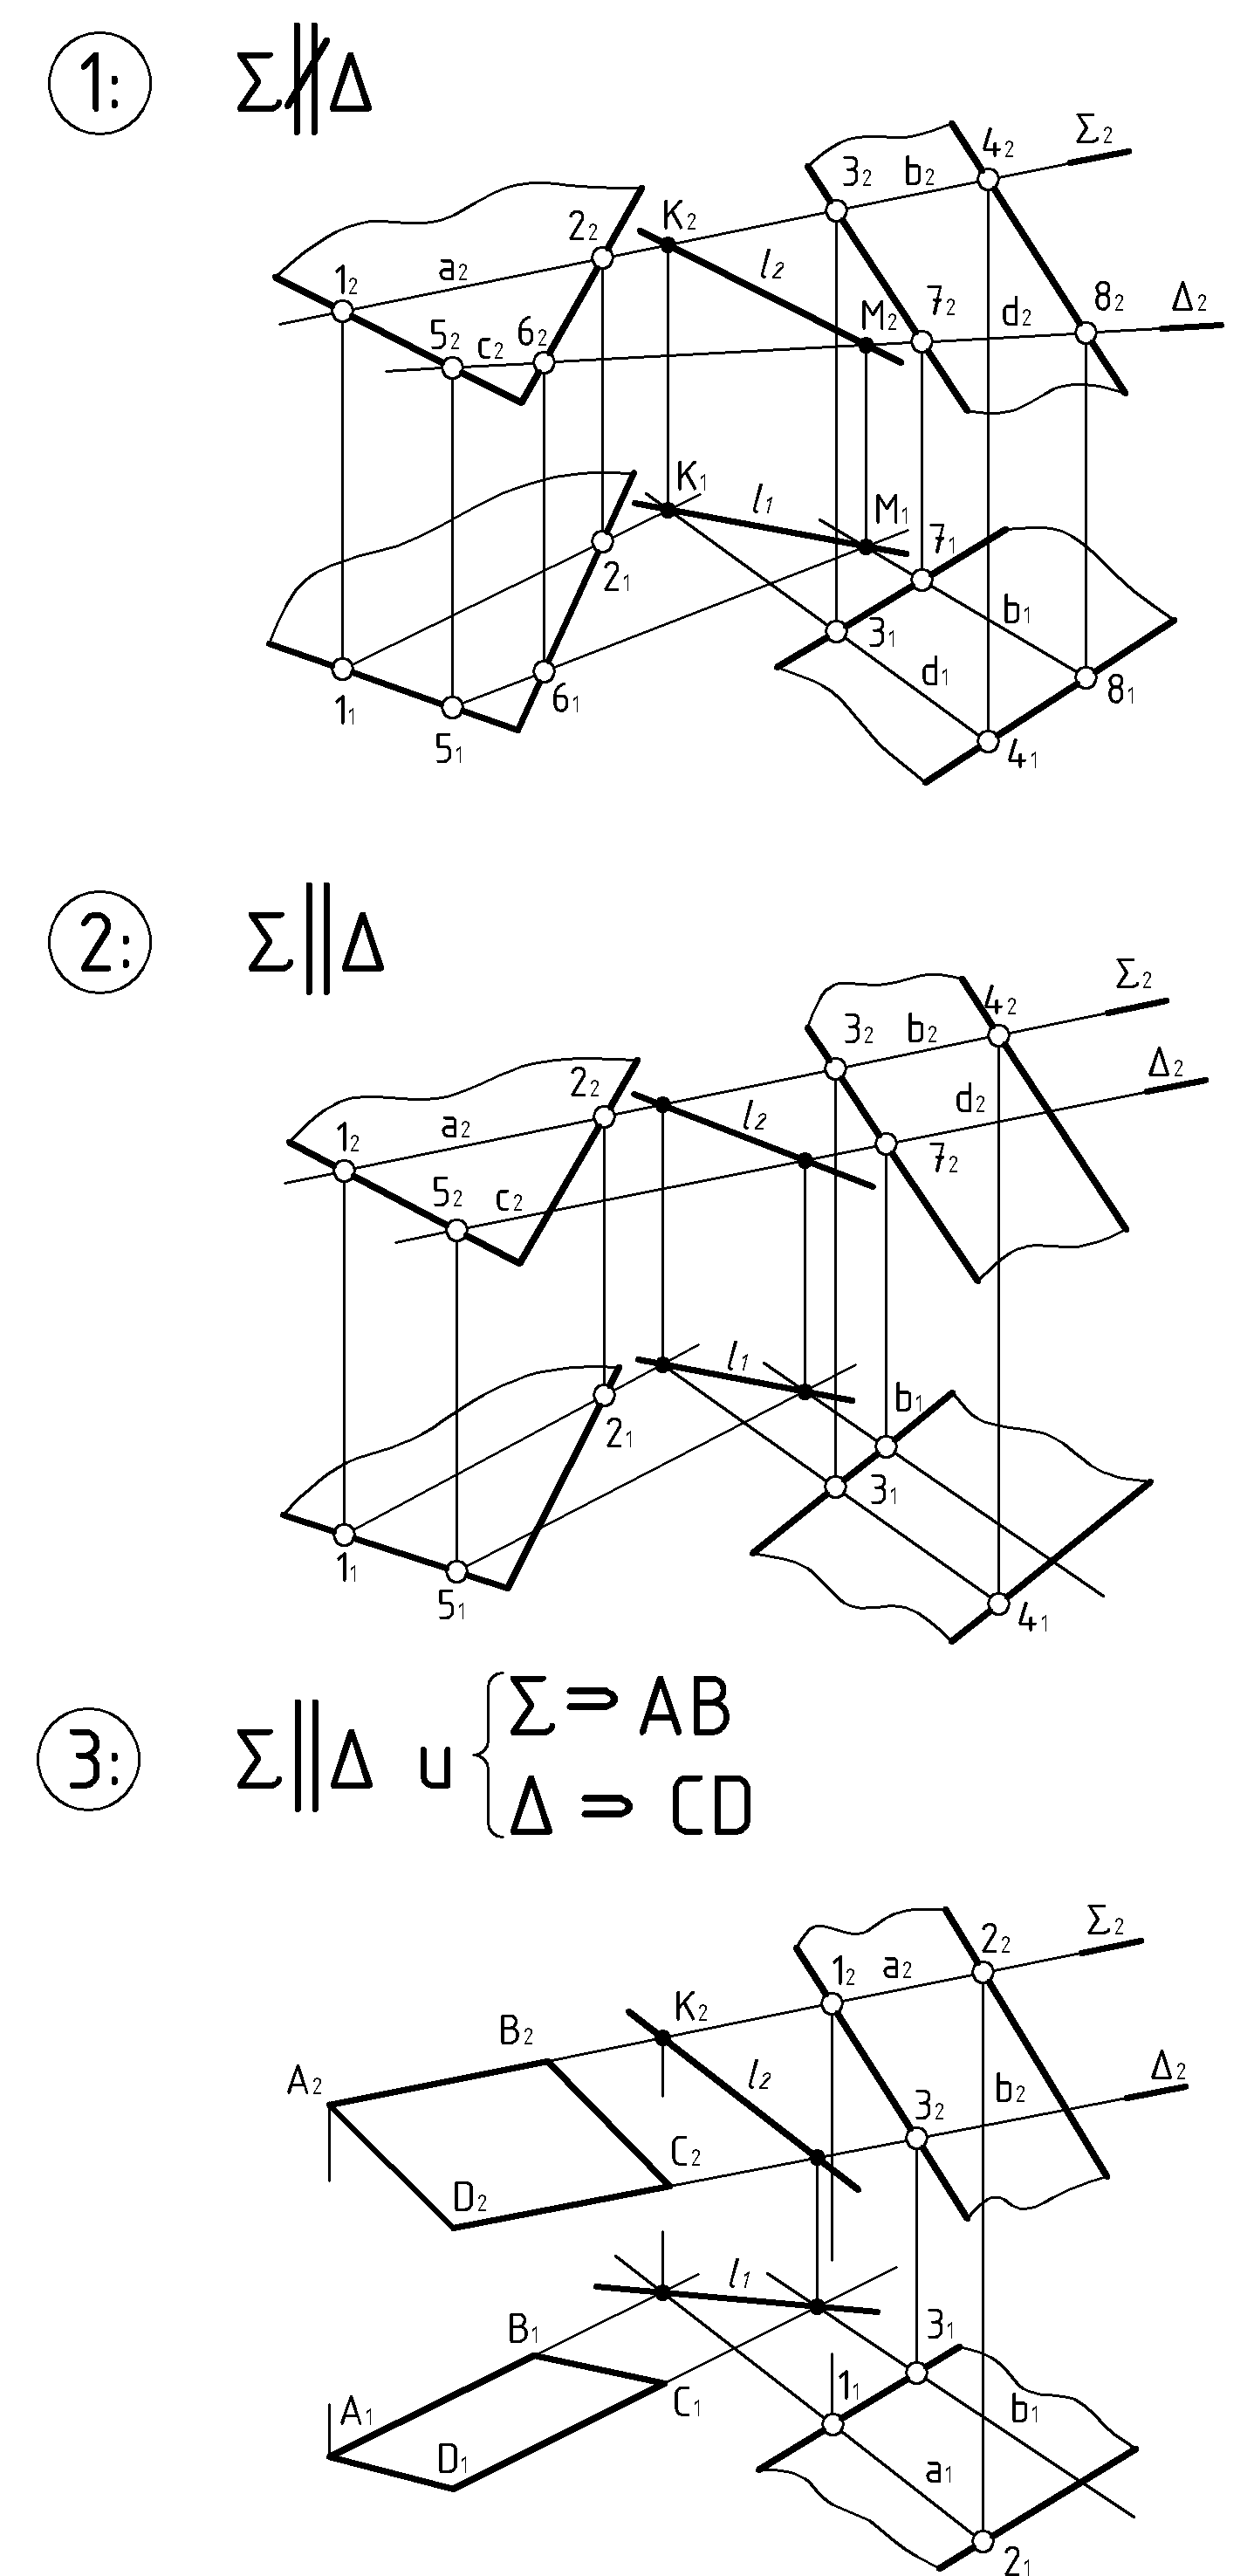 1: Σ∦Δ
Σ₂
4₂
3₂ b₂
K₂
2₂
l₂
a₂
1₂
8₂ Δ₂
7₂ d₂
M₂
6₂
5₂ c₂
K₁
l₁
M₁
7₁
2₁
b₁
3₁
d₁
8₁
6₁
1₁
5₁
4₁
2: Σ||Δ
Σ₂
4₂
3₂ b₂
Δ₂
2₂
d₂
l₂
a₂
1₂
7₂
5₂ c₂
l₁
b₁
2₁
3₁
1₁
5₁
4₁
3: Σ||Δ и { Σ ⊃ AB
Δ ⊃ CD
Σ₂
2₂
1₂ a₂
K₂
B₂
Δ₂
A₂
l₂
b₂
3₂
C₂
D₂
l₁
B₁
3₁
1₁
C₁
A₁
b₁
D₁
a₁
2₁